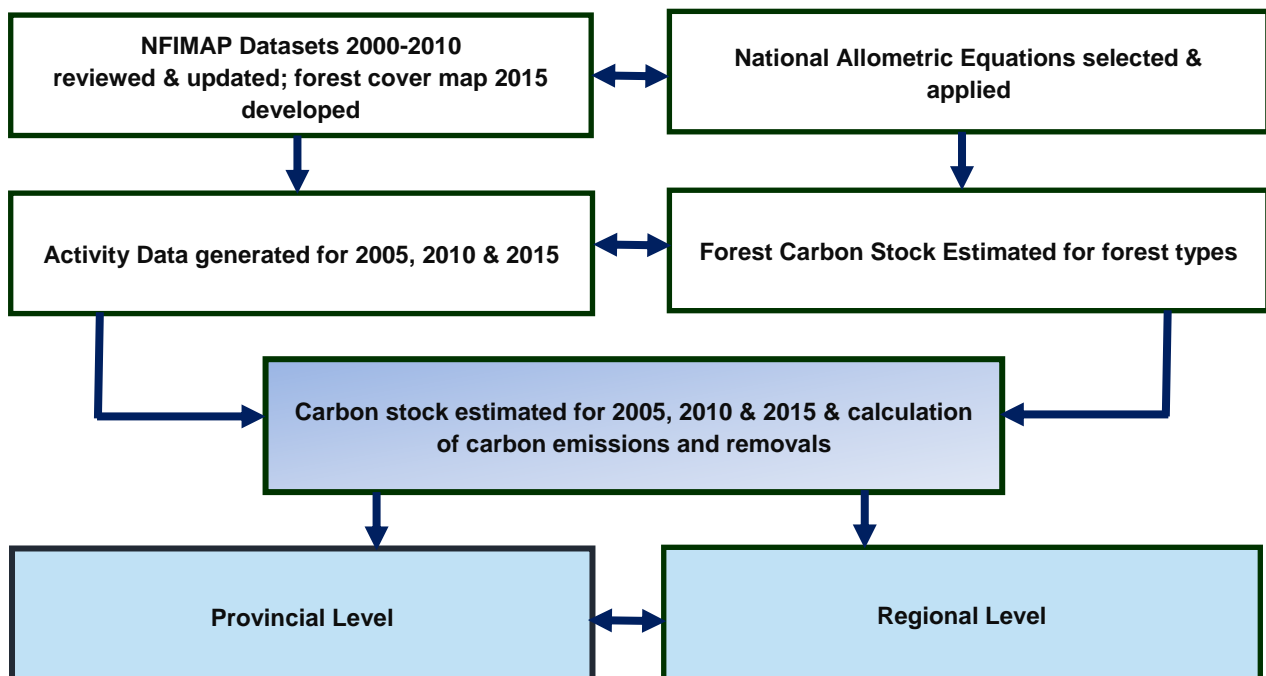 NFIMAP Datasets 2000-2010
reviewed & updated; forest cover map 2015
developed
National Allometric Equations selected &
applied
Activity Data generated for 2005, 2010 & 2015
Forest Carbon Stock Estimated for forest types
Carbon stock estimated for 2005, 2010 & 2015 & calculation
of carbon emissions and removals
Provincial Level
Regional Level